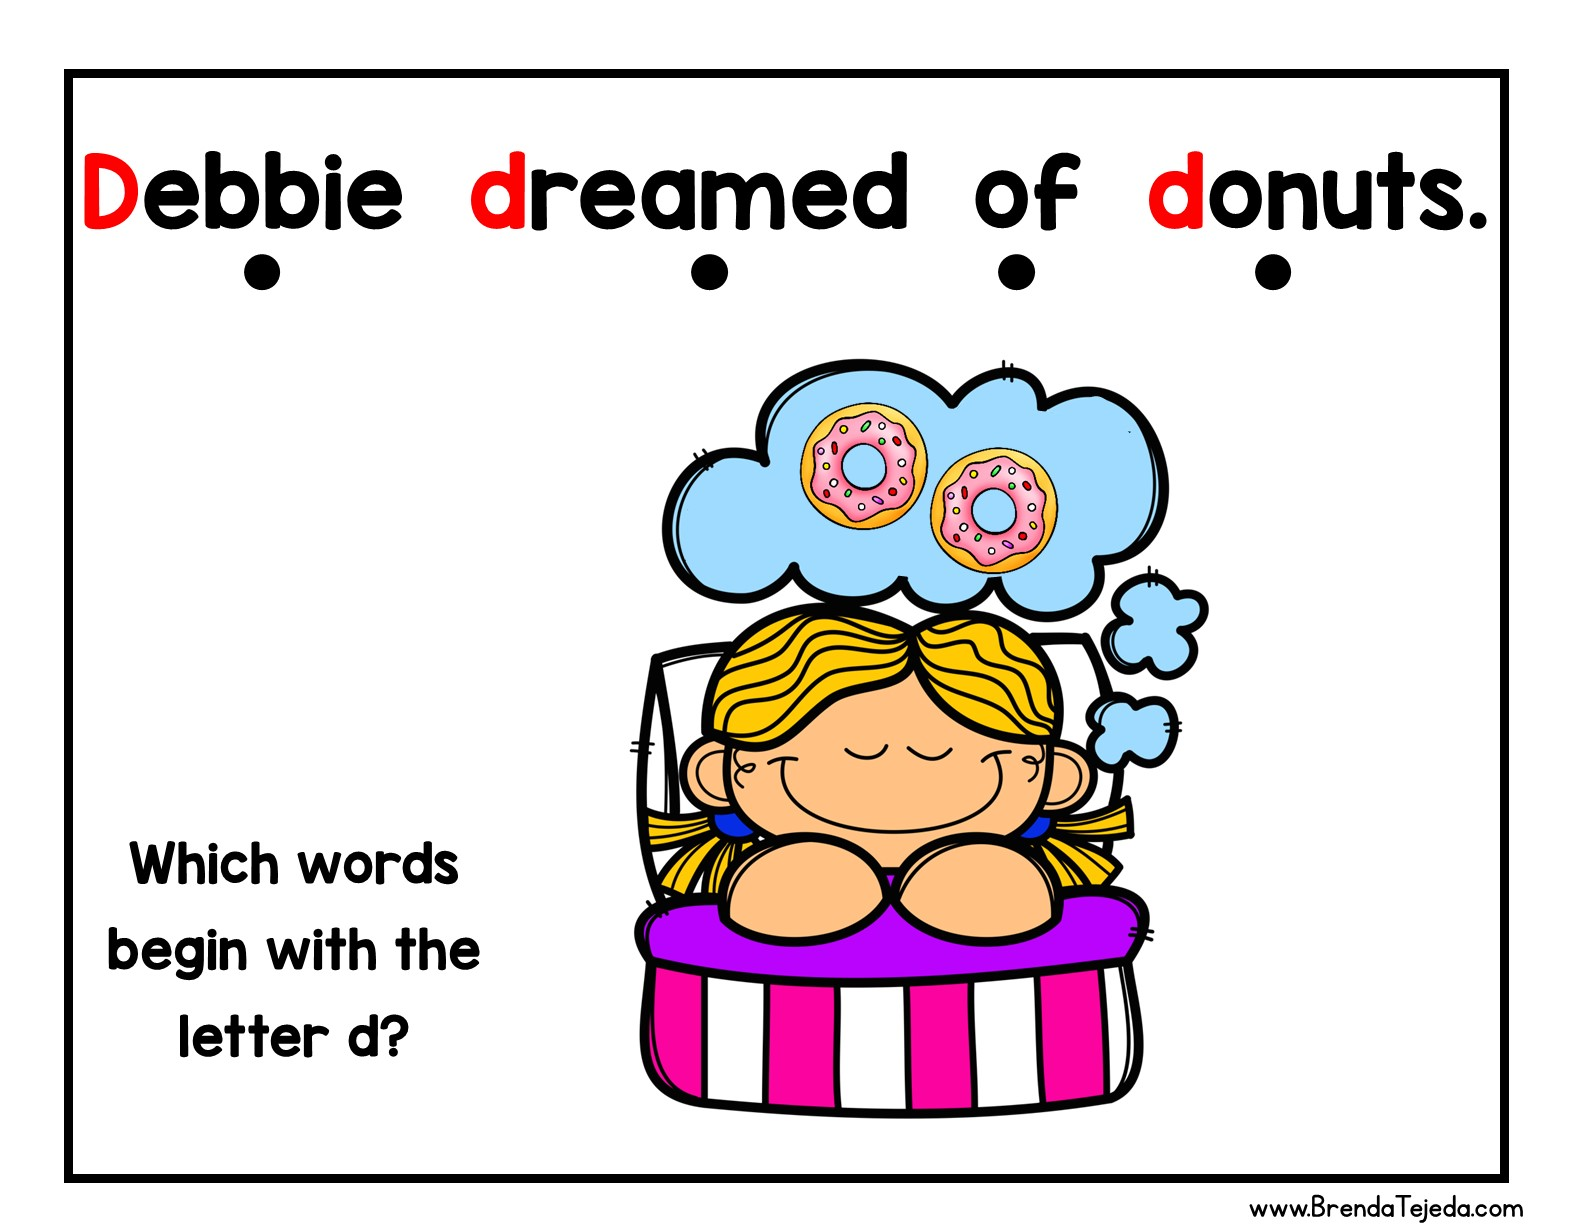 Debbie dreamed of donuts.
Which words
begin with the
letter d?
www.BrendaTejeda.com